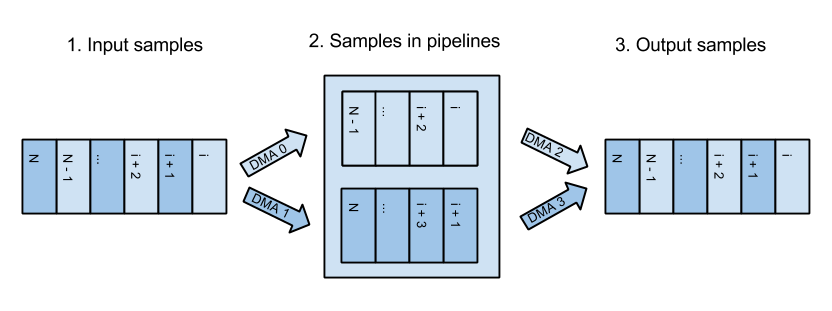 1. Input samples
2. Samples in pipelines
3. Output samples
N
N - 1
...
i + 2
i + 1
i
DMA 0
DMA 1
N - 1
...
i + 2
i
N
...
i + 3
i + 1
DMA 2
DMA 3
N
N - 1
...
i + 2
i + 1
i